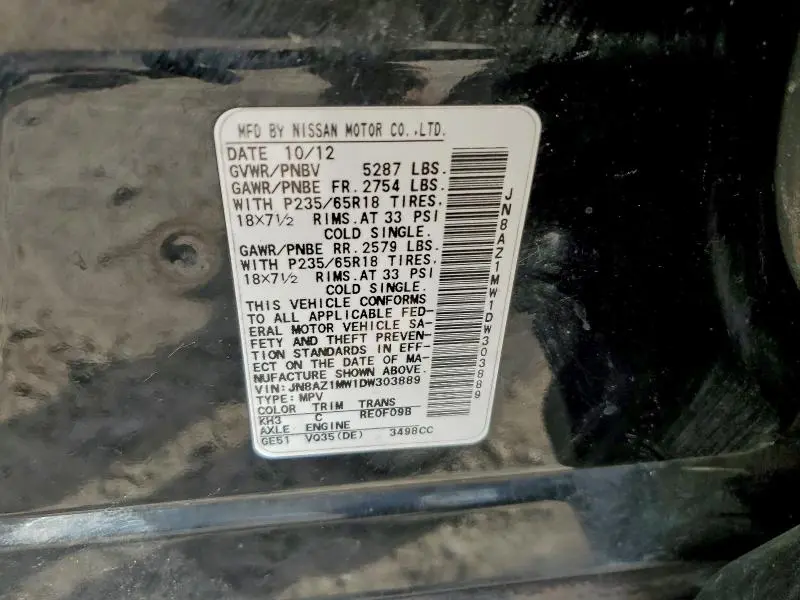 MFD BY NISSAN MOTOR CO.,LTD.
DATE 10/12
GVWR/PNBV 5287 LBS.
GAWR/PNBE FR. 2754 LBS.
WITH P235/65R18 TIRES.
18×7½ RIMS.AT 33 PSI
COLD SINGLE.
GAWR/PNBE RR. 2579 LBS.
WITH P235/65R18 TIRES.
18×7½ RIMS.AT 33 PSI
COLD SINGLE.
THIS VEHICLE CONFORMS
TO ALL APPLICABLE FED-
ERAL MOTOR VEHICLE SA-
FETY AND THEFT PREVEN-
TION STANDARDS IN EFF-
ECT ON THE DATE OF MA-
NUFACTURE SHOWN ABOVE.
VIN:JN8AZ1MW1DW303889
TYPE:MPV
COLOR TRIM TRANS
KH3 C RE0F09B
AXLE ENGINE
GE51 VQ35(DE) 3498CC
JN8AZ1MW1DW303889